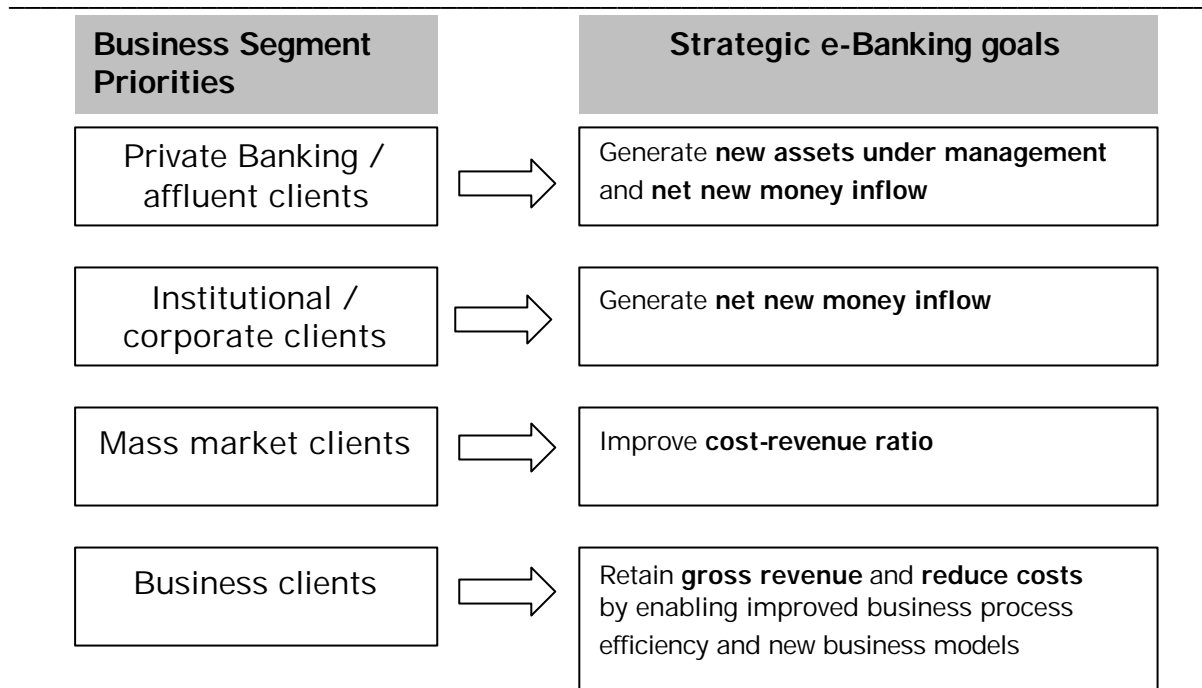 Business Segment
Priorities
Strategic e-Banking goals
Private Banking /
affluent clients
Generate new assets under management
and net new money inflow
Institutional /
corporate clients
Generate net new money inflow
Mass market clients
Improve cost-revenue ratio
Business clients
Retain gross revenue and reduce costs
by enabling improved business process
efficiency and new business models